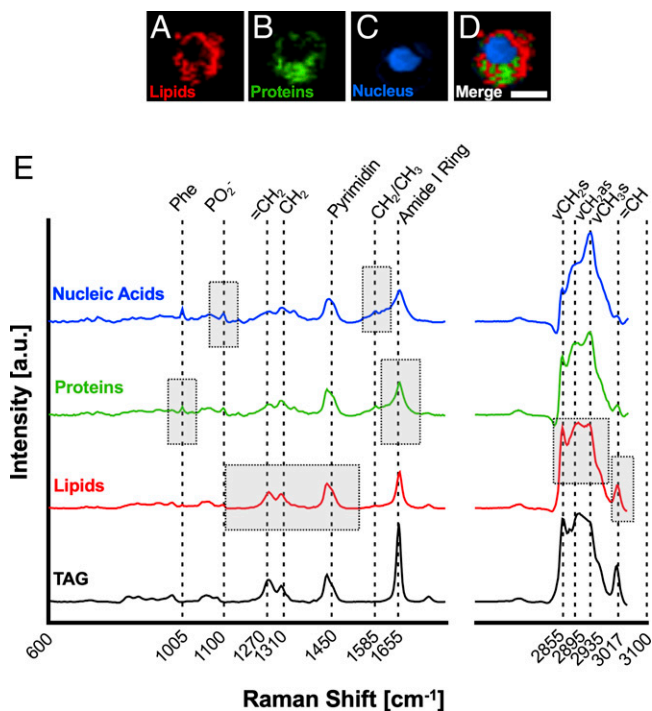 A
B
C
D
Lipids
Proteins
Nucleus
Merge
E
Phe
PO₂⁻
=CH₂
CH₂
Pyrimidin
CH₂/CH₃
Amide I Ring
vCH₂s
vCH₂as
vCH₃s
=CH
Nucleic Acids
Proteins
Lipids
TAG
Intensity [a.u.]
600
1005
1100
1270
1310
1450
1585
1655
2855
2895
2935
3017
3100
Raman Shift [cm⁻¹]